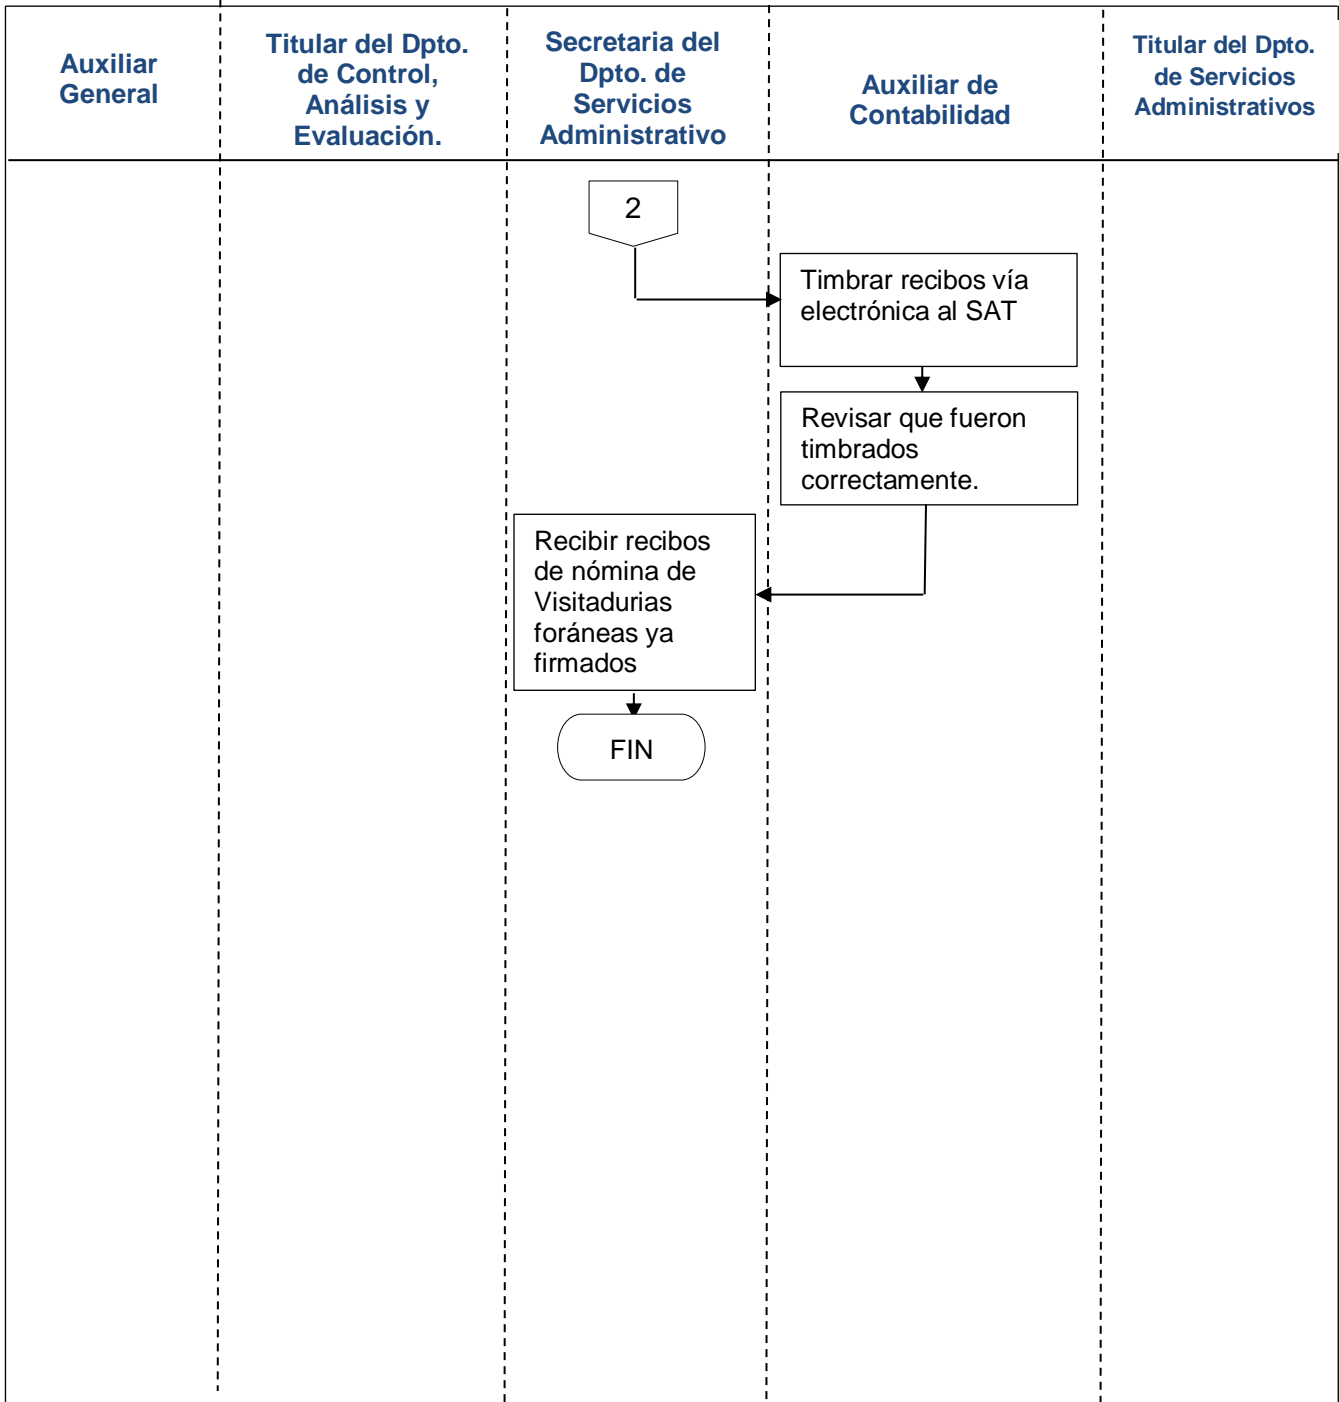 Auxiliar
General
Titular del Dpto.
de Control,
Análisis y
Evaluación.
Secretaria del
Dpto. de
Servicios
Administrativo
Auxiliar de
Contabilidad
Titular del Dpto.
de Servicios
Administrativos
2
Timbrar recibos vía
electrónica al SAT
Revisar que fueron
timbrados
correctamente.
Recibir recibos
de nómina de
Visitadurias
foráneas ya
firmados
FIN